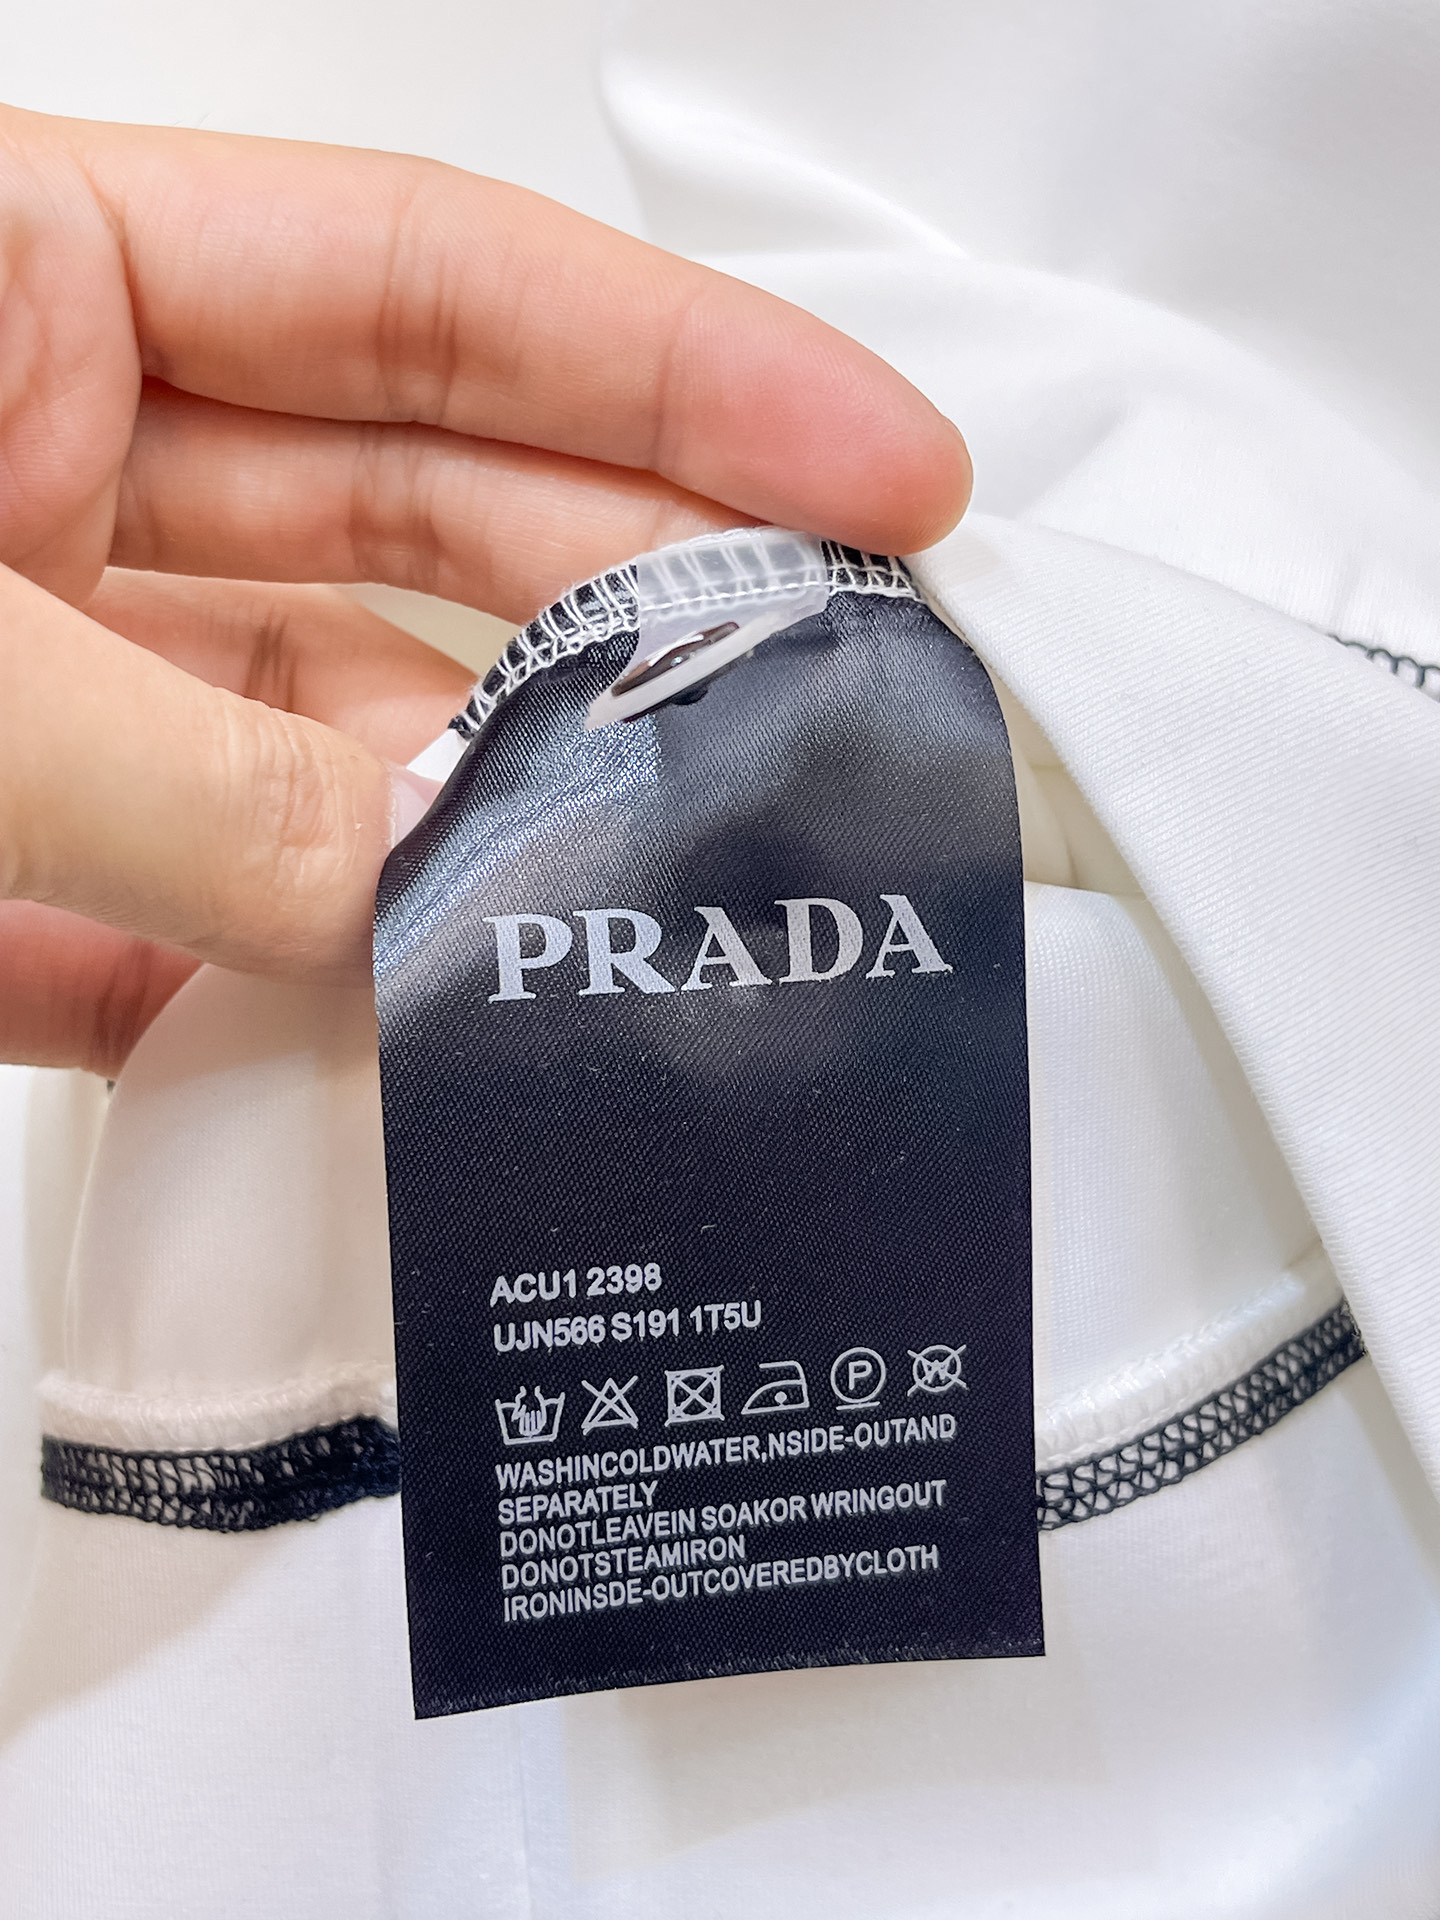 PRADA
ACU1 2398
UJN566 S191 1T5U
P W
WASHINCOLDWATER,NSIDE-OUTAND
SEPARATELY
DONOTLEAVEIN SOAKOR WRINGOUT
DONOTSTEAMIRON
IRONINSDE-OUTCOVEREDBYCLOTH